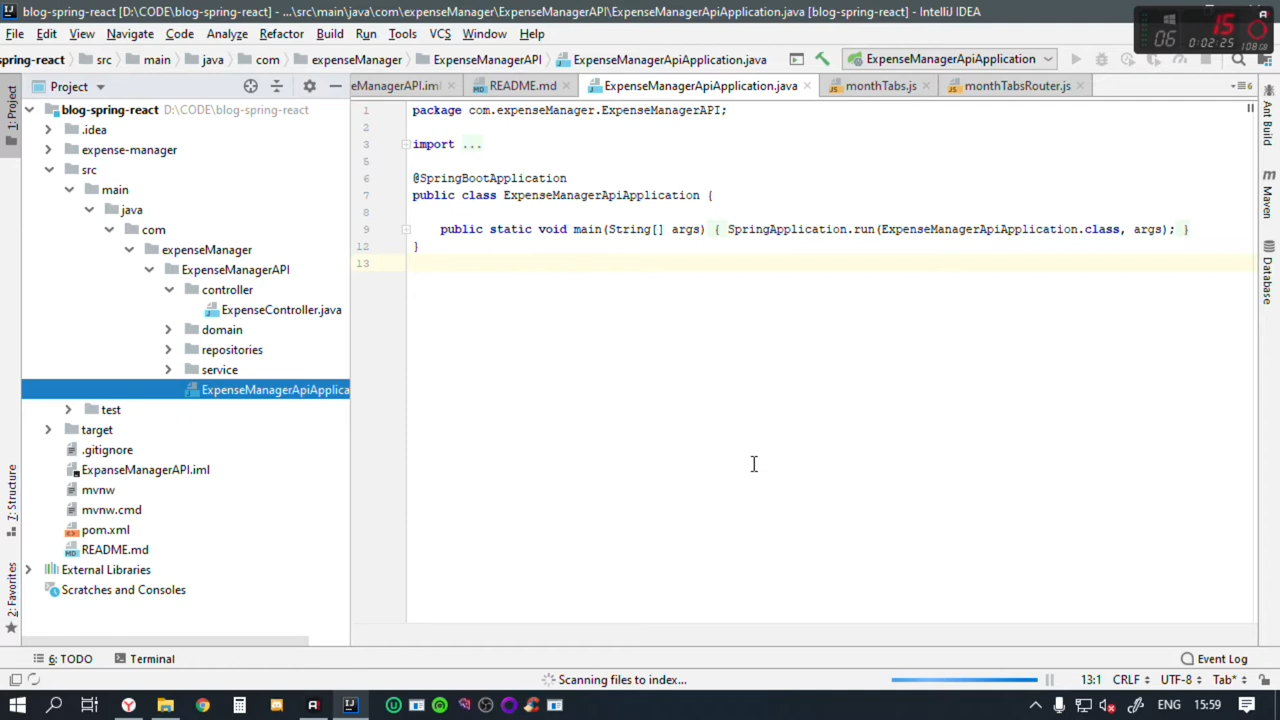 blog-spring-react [D:\CODE\blog-spring-react] - ...\src\main\java\com\expenseManager\ExpenseManagerAPI\ExpenseManagerApiApplication.java [blog-spring-react] - IntelliJ IDEA
File Edit View Navigate Code Analyze Refactor Build Run Tools VCS Window Help
06 15 0:02:25 108GB
spring-react src main java com expenseManager ExpenseManagerAPI ExpenseManagerApiApplication.java ExpenseManagerApiApplication
Project
eManagerAPI.iml README.md ExpenseManagerApiApplication.java monthTabs.js monthTabsRouter.js 6
1: Project
7: Structure
2: Favorites
blog-spring-react D:\CODE\blog-spring-react
.idea
expense-manager
src
main
java
com
expenseManager
ExpenseManagerAPI
controller
ExpenseController.java
domain
repositories
service
ExpenseManagerApiApplica
test
target
.gitignore
ExpanseManagerAPI.iml
mvnw
mvnw.cmd
pom.xml
README.md
External Libraries
Scratches and Consoles
1 package com.expenseManager.ExpenseManagerAPI;
2
3 import ...
5
6 @SpringBootApplication
7 public class ExpenseManagerApiApplication {
8
9 public static void main(String[] args) { SpringApplication.run(ExpenseManagerApiApplication.class, args); }
12 }
13
Ant Build
Maven
Database
6: TODO Terminal Event Log
Scanning files to index... 13:1 CRLF UTF-8 Tab*
ENG 15:59